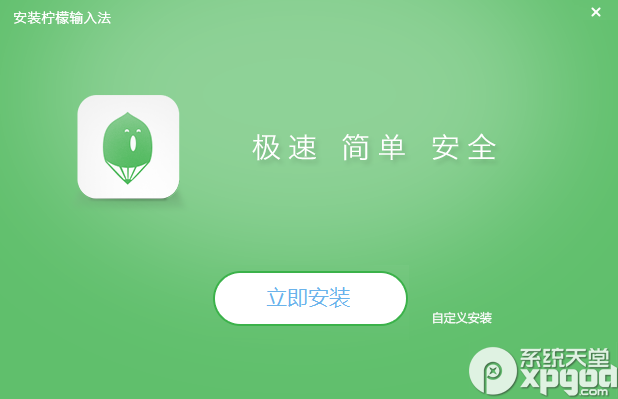 安装柠檬输入法
极速 简单 安全
立即安装
自定义安装
系统天堂
xpgod
.com